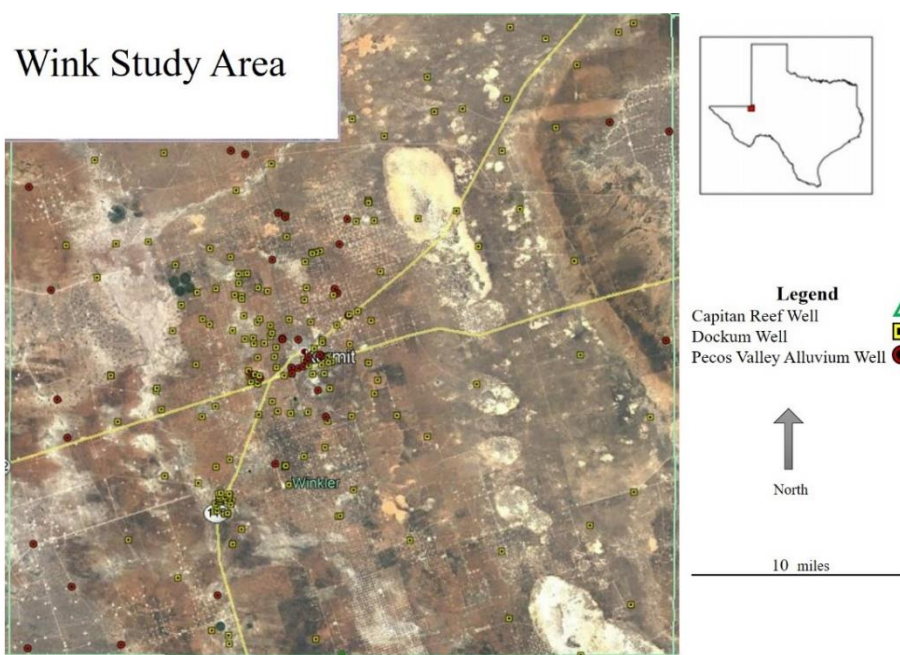 Wink Study Area
Winkler
Legend
Capitan Reef Well
Dockum Well
Pecos Valley Alluvium Well
North
10 miles